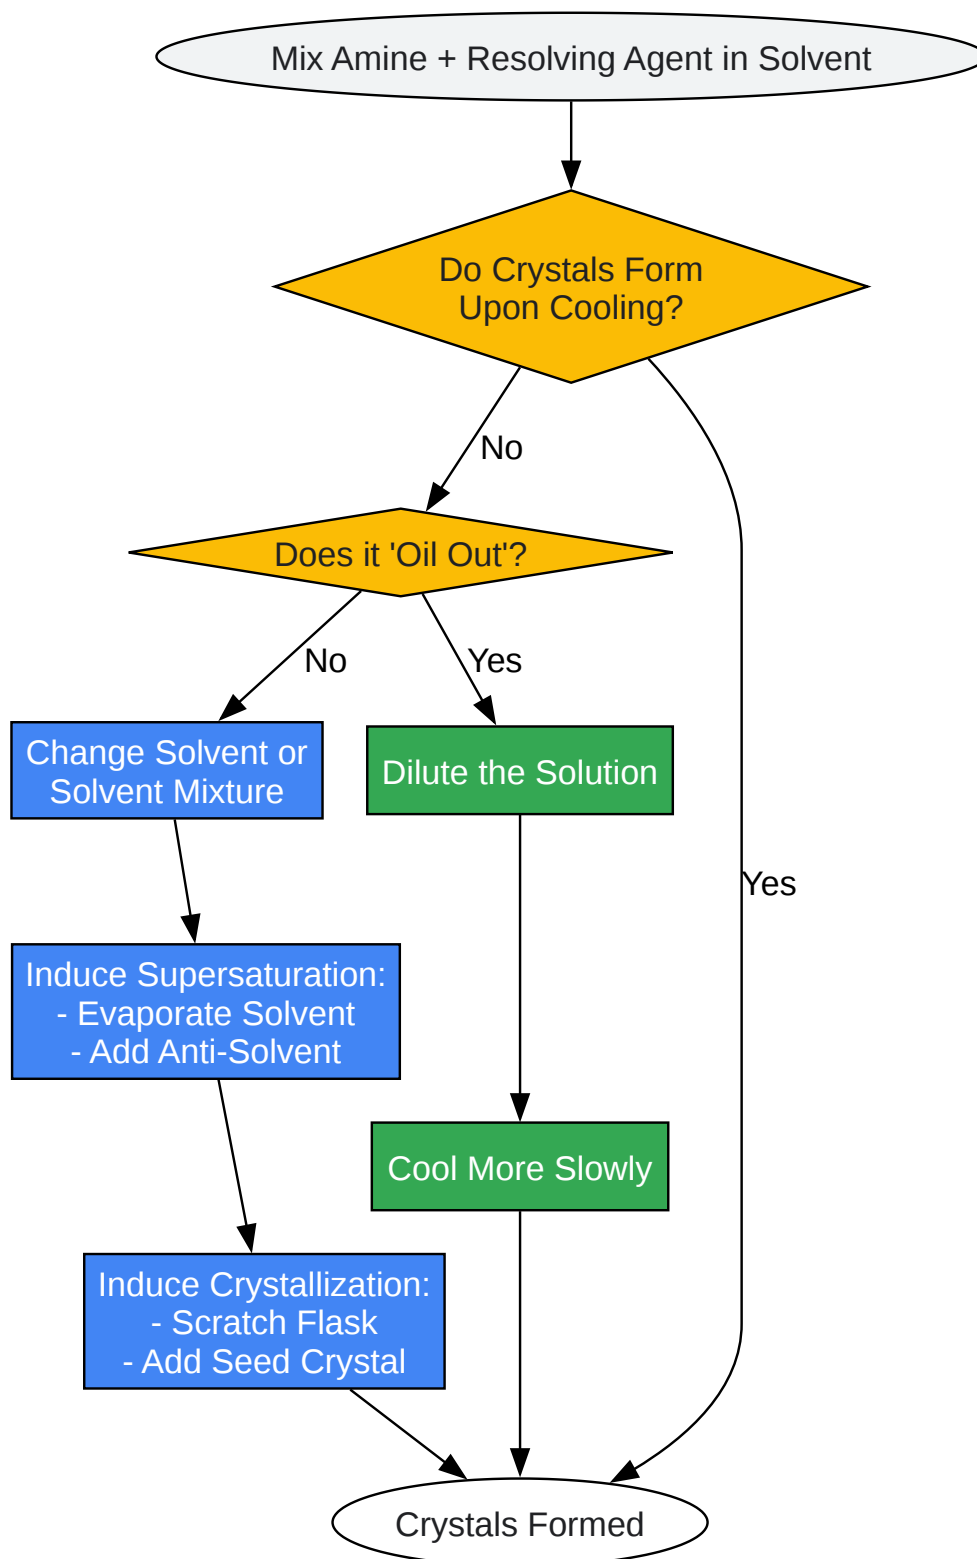 Mix Amine + Resolving Agent in Solvent
Do Crystals Form
Upon Cooling?
No
Does it 'Oil Out'?
No
Yes
Change Solvent or
Solvent Mixture
Dilute the Solution
Yes
Induce Supersaturation:
- Evaporate Solvent
- Add Anti-Solvent
Cool More Slowly
Induce Crystallization:
- Scratch Flask
- Add Seed Crystal
Crystals Formed